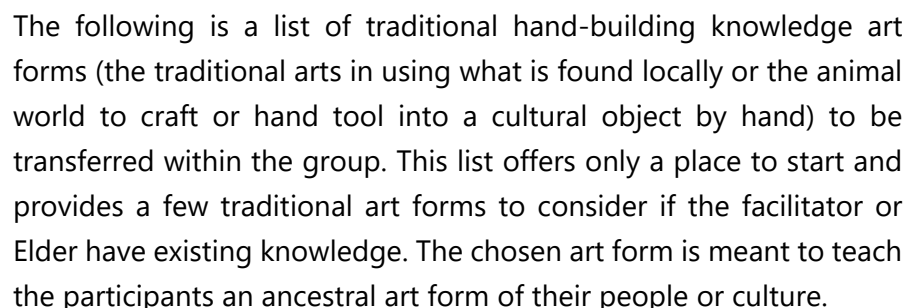 The following is a list of traditional hand-building knowledge art
forms (the traditional arts in using what is found locally or the animal
world to craft or hand tool into a cultural object by hand) to be
transferred within the group. This list offers only a place to start and
provides a few traditional art forms to consider if the facilitator or
Elder have existing knowledge. The chosen art form is meant to teach
the participants an ancestral art form of their people or culture.